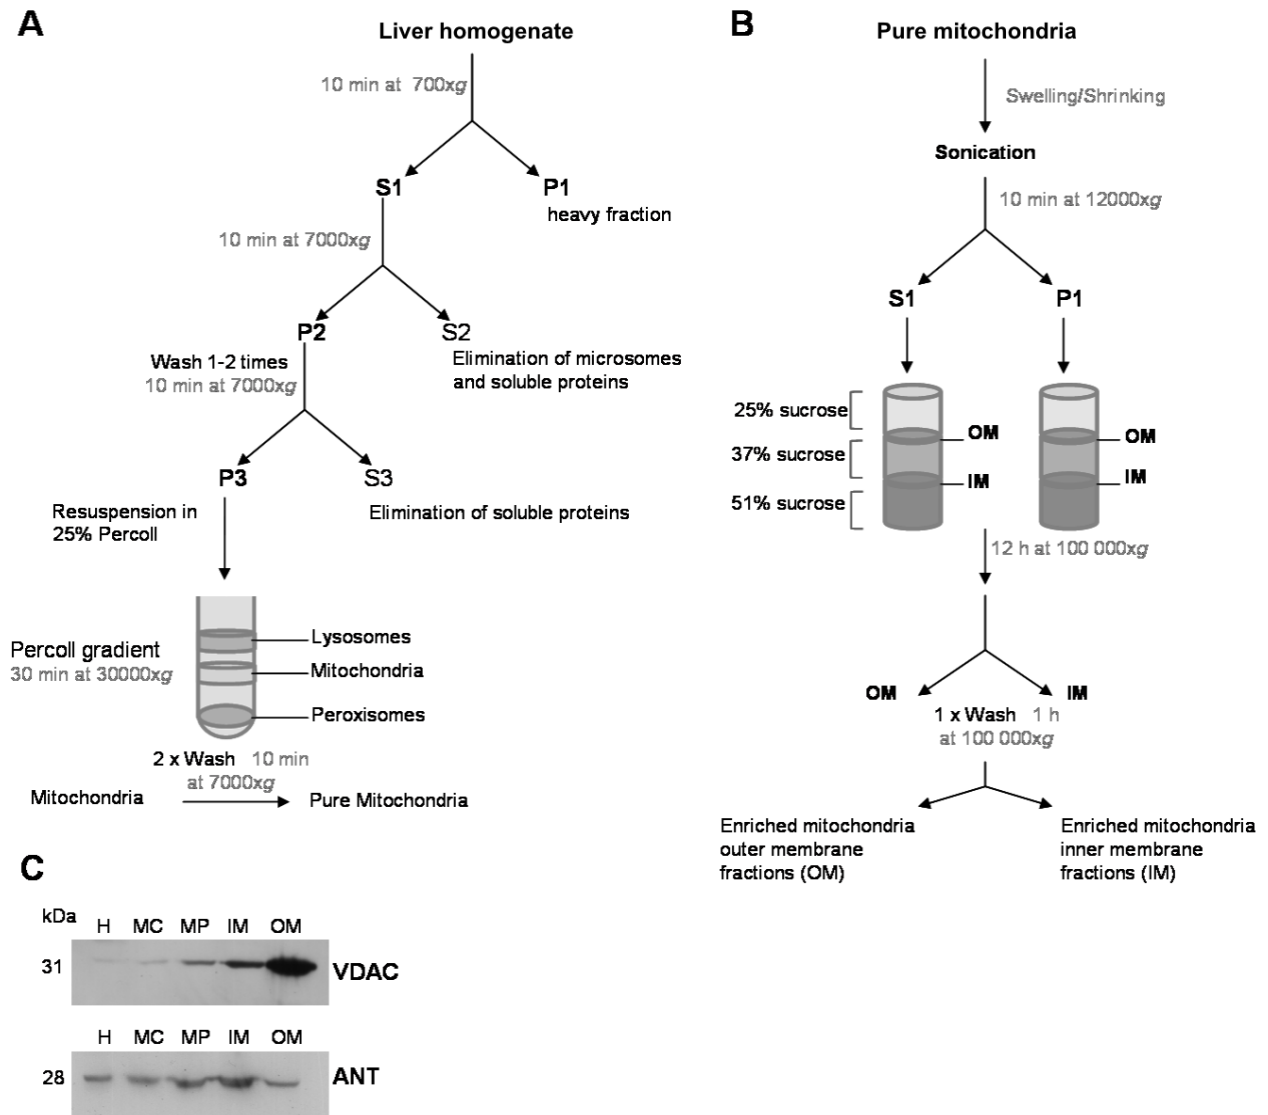 A
Liver homogenate
10 min at 700xg
S1
P1
heavy fraction
10 min at 7000xg
P2
S2
Wash 1-2 times
10 min at 7000xg
Elimination of microsomes
and soluble proteins
P3
S3
Resuspension in
25% Percoll
Elimination of soluble proteins
Percoll gradient
30 min at 30000xg
Lysosomes
Mitochondria
Peroxisomes
2 x Wash 10 min
at 7000xg
Mitochondria
Pure Mitochondria
B
Pure mitochondria
Swelling/Shrinking
Sonication
10 min at 12000xg
S1
P1
25% sucrose
37% sucrose
51% sucrose
OM
IM
OM
IM
12 h at 100 000xg
OM
IM
1 x Wash 1 h
at 100 000xg
Enriched mitochondria
outer membrane
fractions (OM)
Enriched mitochondria
inner membrane
fractions (IM)
C
kDa
H MC MP IM OM
31
VDAC
H MC MP IM OM
28
ANT